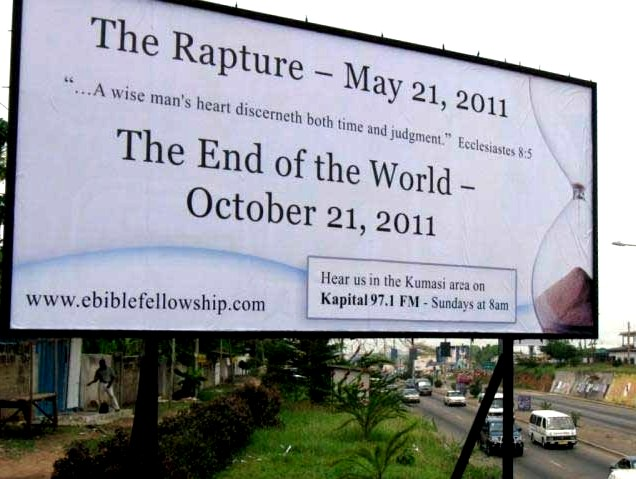 The Rapture – May 21, 2011
“...A wise man's heart discerneth both time and judgment.” Ecclesiastes 8:5
The End of the World –
October 21, 2011
Hear us in the Kumasi area on
Kapital 97.1 FM - Sundays at 8am
www.ebiblefellowship.com